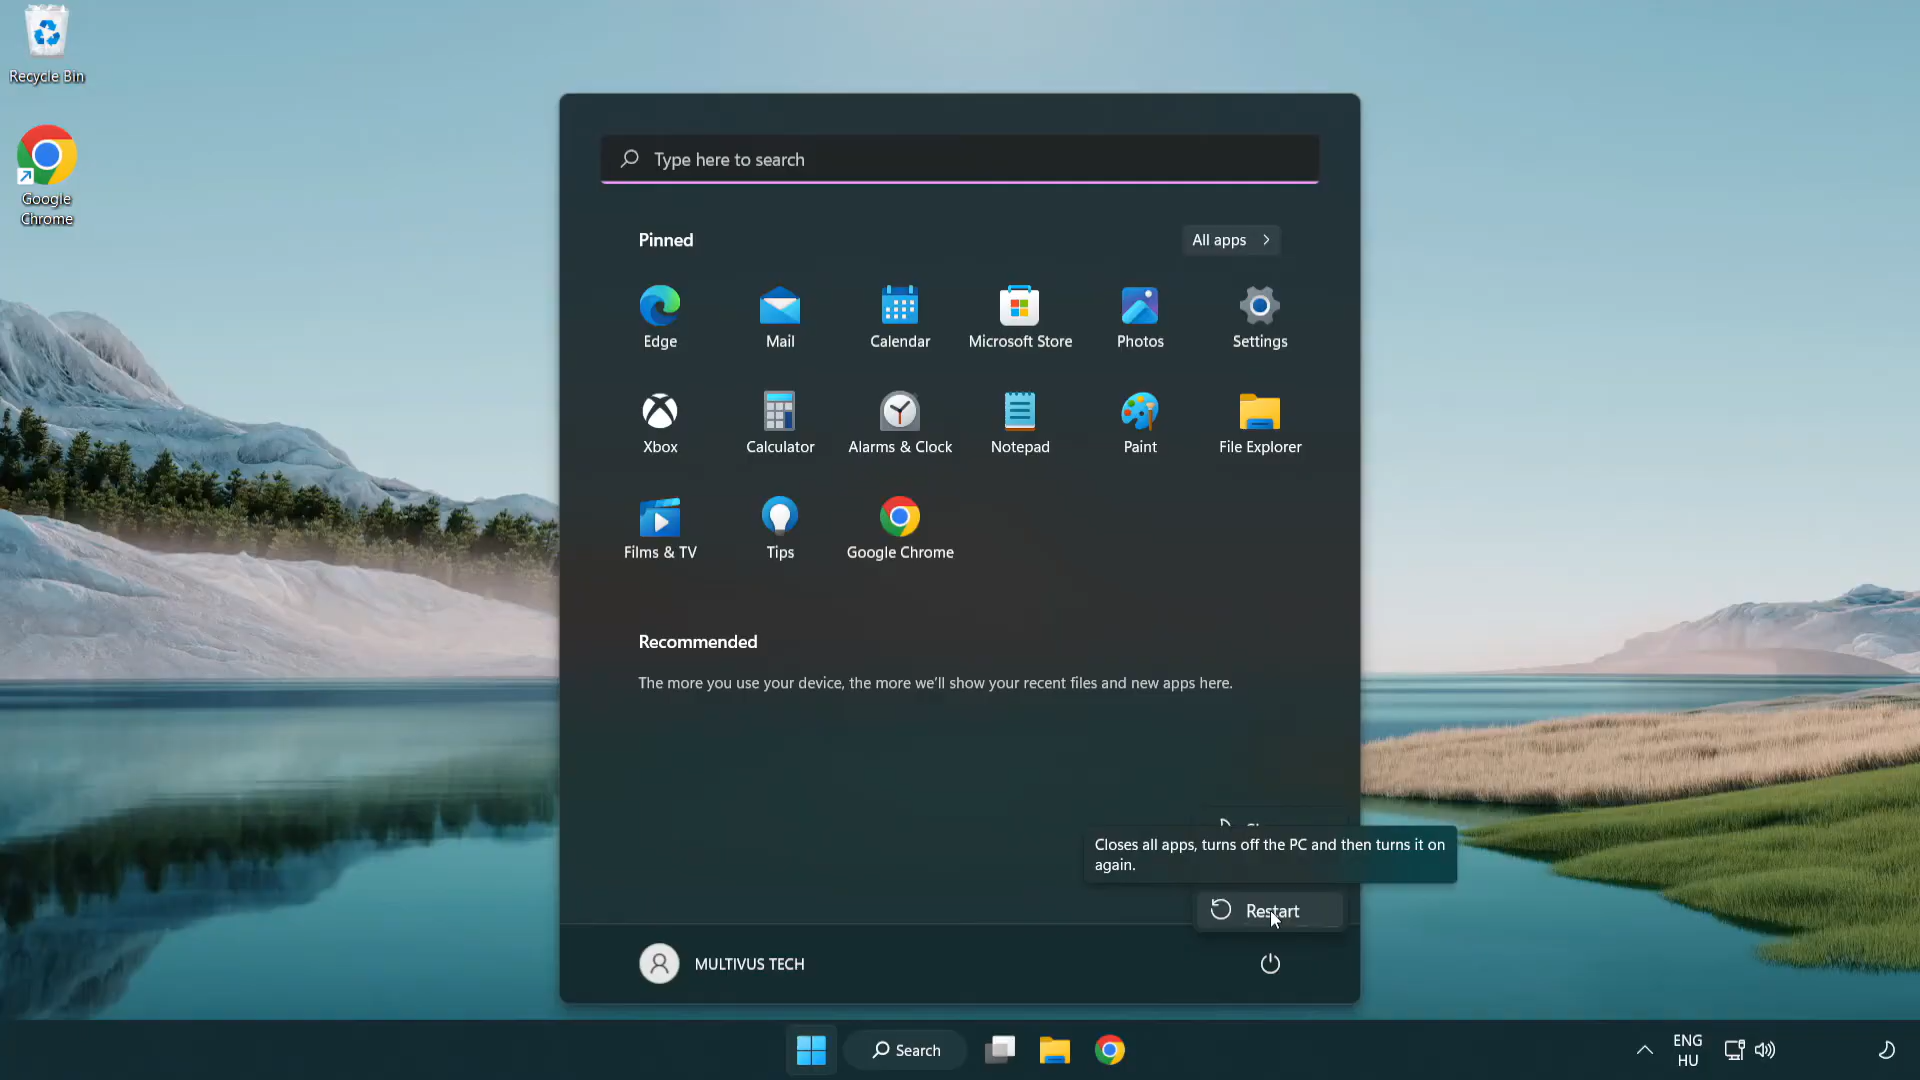 Recycle Bin
Google
Chrome
Type here to search
Pinned
All apps
Edge
Mail
Calendar
Microsoft Store
Photos
Settings
Xbox
Calculator
Alarms & Clock
Notepad
Paint
File Explorer
Films & TV
Tips
Google Chrome
Recommended
The more you use your device, the more we'll show your recent files and new apps here.
Closes all apps, turns off the PC and then turns it on
again.
Restart
MULTIVUS TECH
Search
ENG
HU